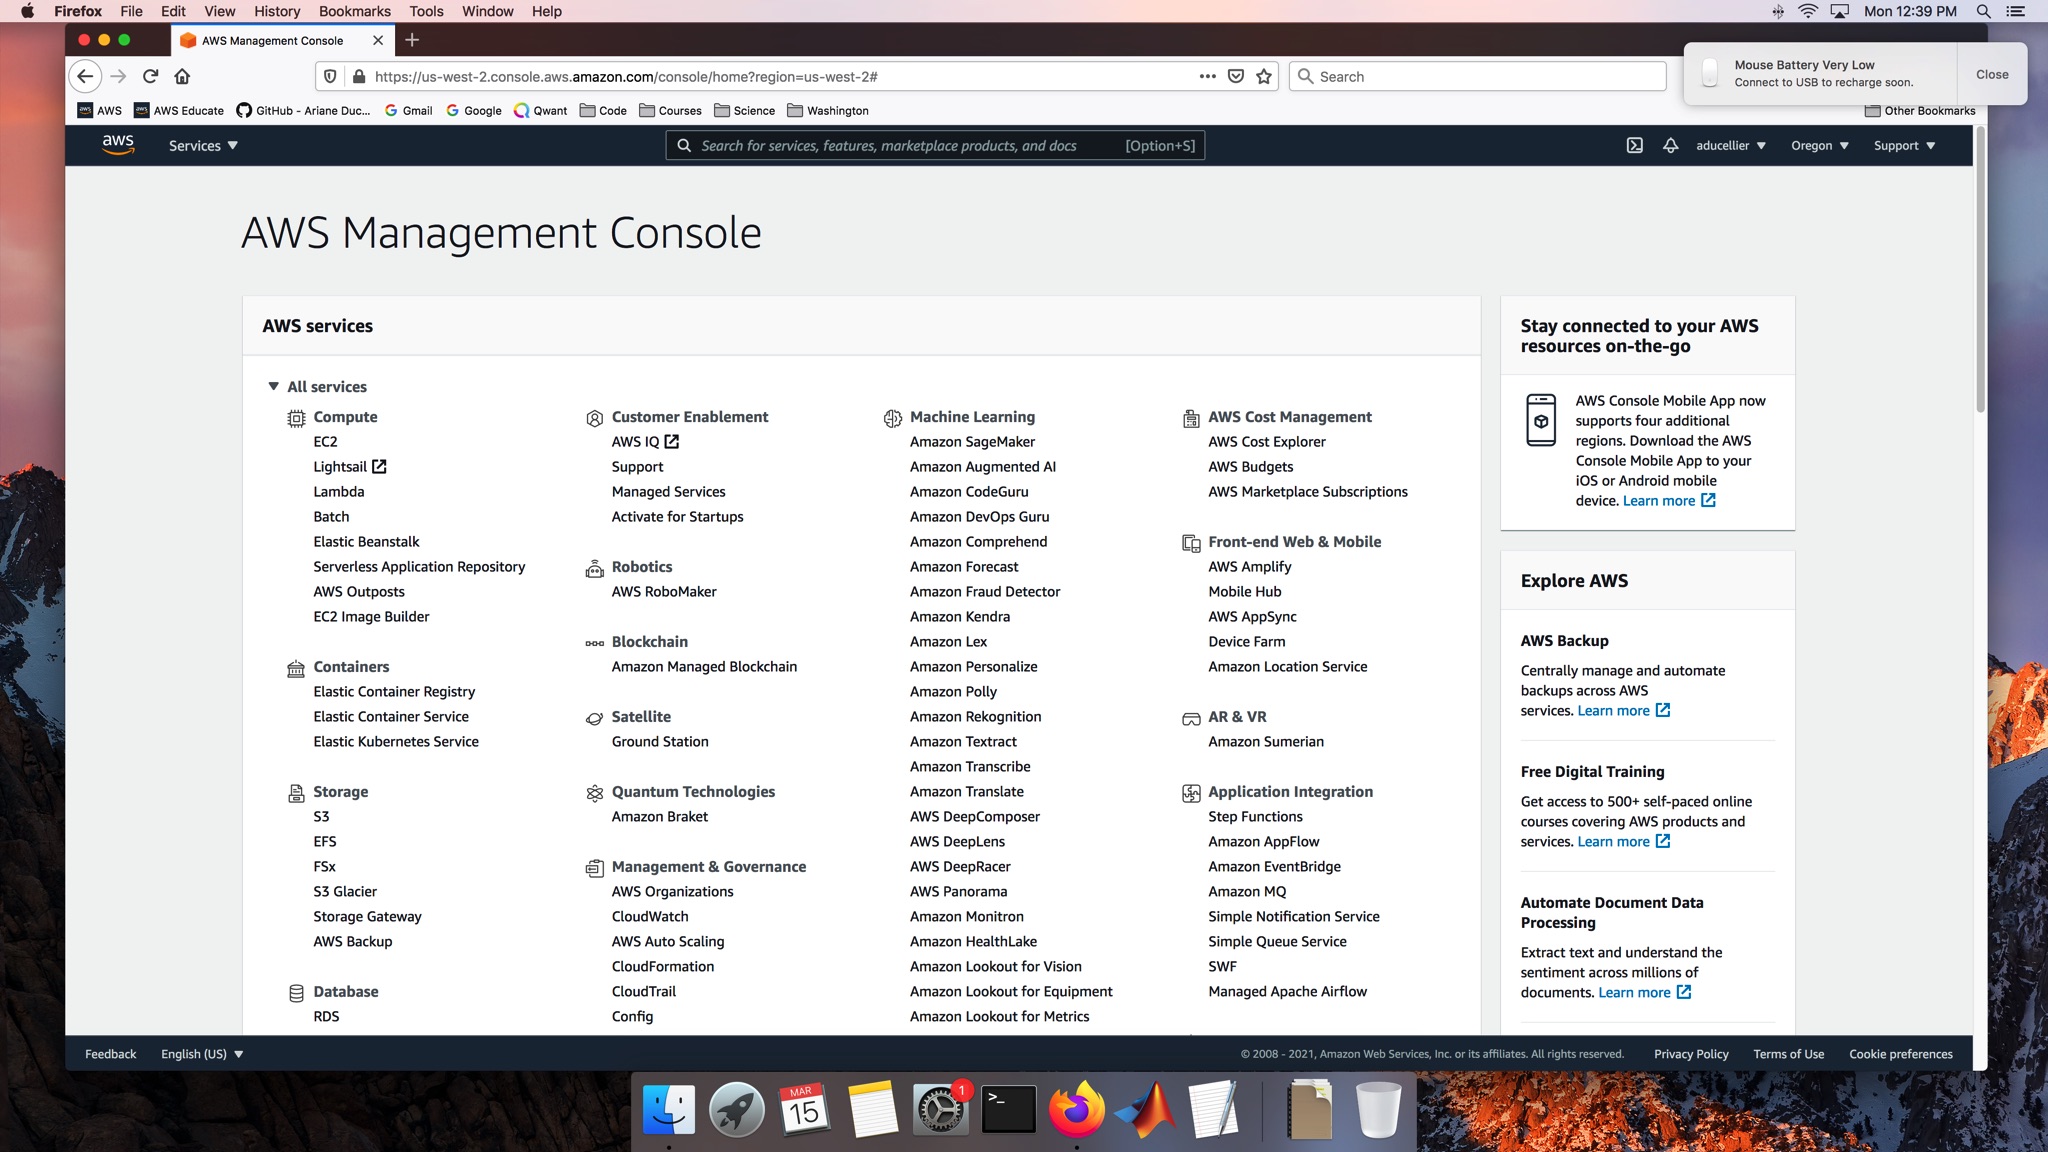 Firefox File Edit View History Bookmarks Tools Window Help
Mon 12:39 PM
AWS Management Console
Mouse Battery Very Low
Connect to USB to recharge soon.
Close
https://us-west-2.console.aws.amazon.com/console/home?region=us-west-2#
Search
AWS AWS Educate GitHub - Ariane Duc... Gmail Google Qwant Code Courses Science Washington Other Bookmarks
aws Services Search for services, features, marketplace products, and docs [Option+S] aducellier Oregon Support
AWS Management Console
AWS services
All services
Compute
EC2
Lightsail
Lambda
Batch
Elastic Beanstalk
Serverless Application Repository
AWS Outposts
EC2 Image Builder
Containers
Elastic Container Registry
Elastic Container Service
Elastic Kubernetes Service
Storage
S3
EFS
FSx
S3 Glacier
Storage Gateway
AWS Backup
Database
RDS
Customer Enablement
AWS IQ
Support
Managed Services
Activate for Startups
Robotics
AWS RoboMaker
Blockchain
Amazon Managed Blockchain
Satellite
Ground Station
Quantum Technologies
Amazon Braket
Management & Governance
AWS Organizations
CloudWatch
AWS Auto Scaling
CloudFormation
CloudTrail
Config
Machine Learning
Amazon SageMaker
Amazon Augmented AI
Amazon CodeGuru
Amazon DevOps Guru
Amazon Comprehend
Amazon Forecast
Amazon Fraud Detector
Amazon Kendra
Amazon Lex
Amazon Personalize
Amazon Polly
Amazon Rekognition
Amazon Textract
Amazon Transcribe
Amazon Translate
AWS DeepComposer
AWS DeepLens
AWS DeepRacer
AWS Panorama
Amazon Monitron
Amazon HealthLake
Amazon Lookout for Vision
Amazon Lookout for Equipment
Amazon Lookout for Metrics
AWS Cost Management
AWS Cost Explorer
AWS Budgets
AWS Marketplace Subscriptions
Front-end Web & Mobile
AWS Amplify
Mobile Hub
AWS AppSync
Device Farm
Amazon Location Service
AR & VR
Amazon Sumerian
Application Integration
Step Functions
Amazon AppFlow
Amazon EventBridge
Amazon MQ
Simple Notification Service
Simple Queue Service
SWF
Managed Apache Airflow
Stay connected to your AWS
resources on-the-go
AWS Console Mobile App now
supports four additional
regions. Download the AWS
Console Mobile App to your
iOS or Android mobile
device. Learn more
Explore AWS
AWS Backup
Centrally manage and automate
backups across AWS
services. Learn more
Free Digital Training
Get access to 500+ self-paced online
courses covering AWS products and
services. Learn more
Automate Document Data
Processing
Extract text and understand the
sentiment across millions of
documents. Learn more
Feedback English (US) © 2008 - 2021, Amazon Web Services, Inc. or its affiliates. All rights reserved. Privacy Policy Terms of Use Cookie preferences
MAR
15
1
>_